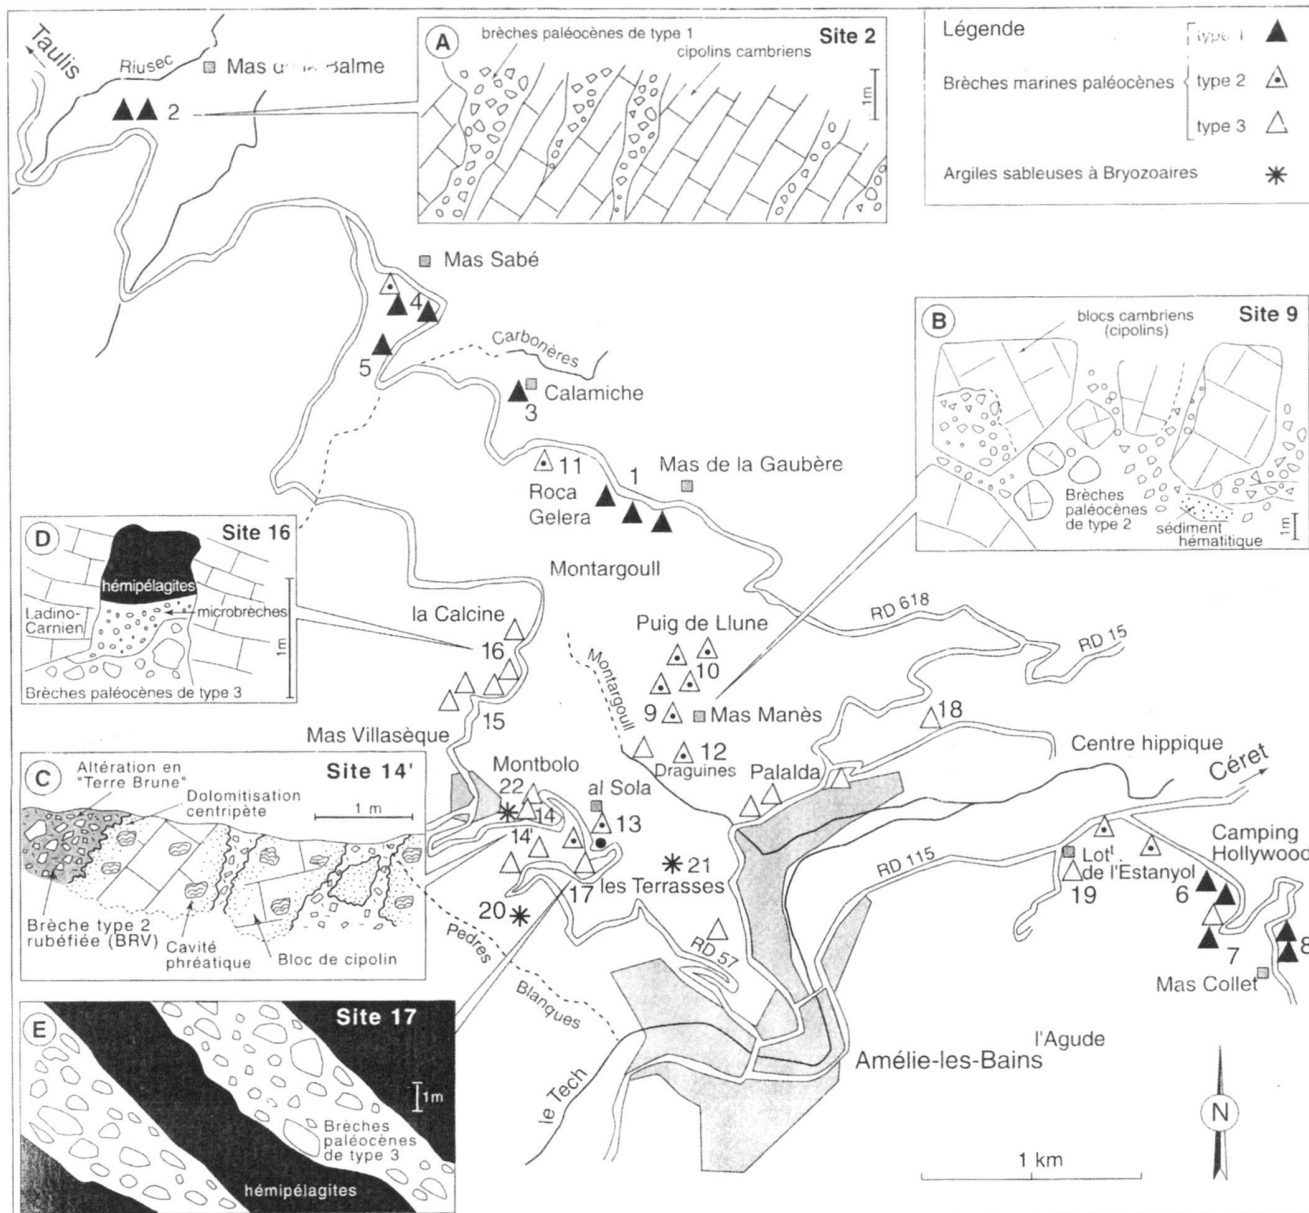 Taulis
Riusec
Mas de la Balme
2
A
brèches paléocènes de type 1
cipolins cambriens
Site 2
1m
Légende
type 1
Brèches marines paléocènes
type 2
type 3
Argiles sableuses à Bryozoaires
Mas Sabé
4
5
Carbonères
Calamiche
3
11
Roca
Gelera
1
Mas de la Gaubère
B
blocs cambriens
(cipolins)
Site 9
Brèches
paléocènes
de type 2
sédiment
hématitique
1m
D
Site 16
hémipélagites
Ladino-
Carnien
microbrèches
1m
Brèches paléocènes de type 3
Montargoull
la Calcine
16
15
Mas Villasèque
RD 618
RD 15
Puig de Llune
10
Montargoull
9
Mas Manès
12
Draguines
18
Palalda
Centre hippique
Céret
C
Altération en
"Terre Brune"
Site 14'
Dolomitisation
centripète
1 m
Brèche type 2
rubéfiée (BRV)
Cavité
phréatique
Bloc de cipolin
Montbolo
22
14
14'
al Sola
13
17
21
les Terrasses
20
Pedres
Blanques
RD 57
RD 115
Lott.
de l'Estanyol
19
Camping
Hollywood
6
7
8
Mas Collet
E
Site 17
1m
Brèches
paléocènes
de type 3
hémipélagites
le Tech
Amélie-les-Bains
l'Agude
N
1 km